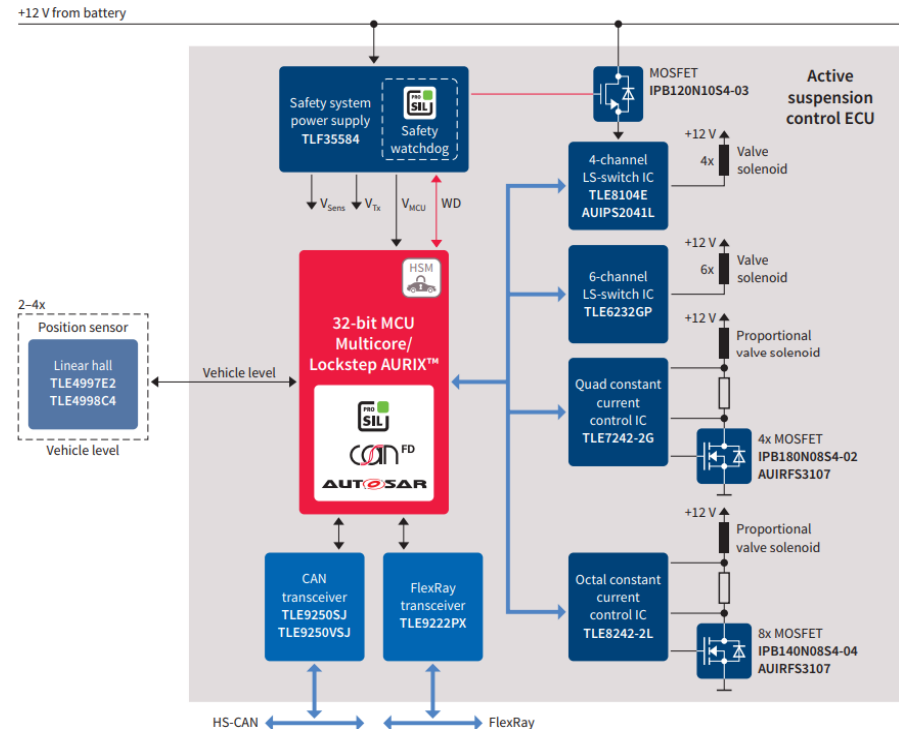 +12 V from battery
Safety system
power supply
TLF35584
PRO
SIL
Safety
watchdog
MOSFET
IPB120N10S4-03
Active
suspension
control ECU
4-channel
LS-switch IC
TLE8104E
AUIPS2041L
+12 V
4x
Valve
solenoid
VSens
VTx
VMCU
WD
HSM
6-channel
LS-switch IC
TLE6232GP
+12 V
6x
Valve
solenoid
2–4x
Position sensor
Linear hall
TLE4997E2
TLE4998C4
Vehicle level
Vehicle level
32-bit MCU
Multicore/
Lockstep AURIX™
PRO
SIL
CAN FD
AUTOSAR
+12 V
Proportional
valve solenoid
Quad constant
current
control IC
TLE7242-2G
4x MOSFET
IPB180N08S4-02
AUIRFS3107
+12 V
Proportional
valve solenoid
CAN
transceiver
TLE9250SJ
TLE9250VSJ
FlexRay
transceiver
TLE9222PX
Octal constant
current
control IC
TLE8242-2L
8x MOSFET
IPB140N08S4-04
AUIRFS3107
HS-CAN
FlexRay